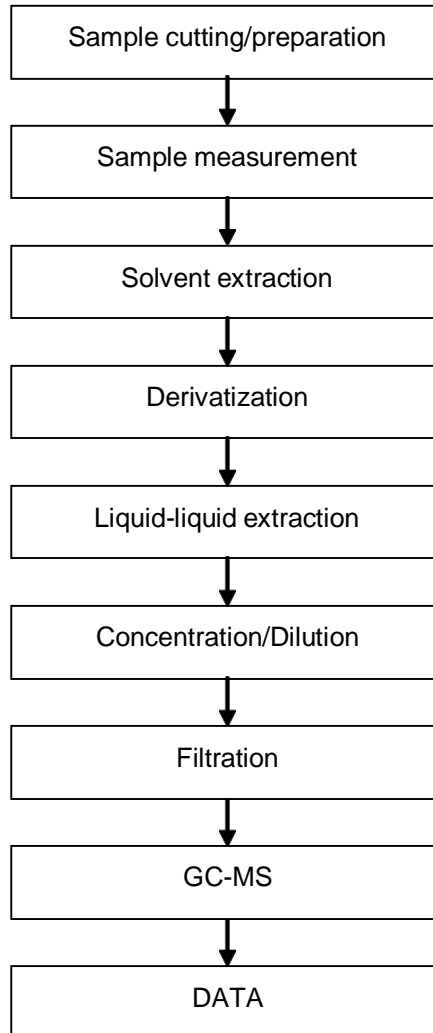 Sample cutting/preparation
Sample measurement
Solvent extraction
Derivatization
Liquid-liquid extraction
Concentration/Dilution
Filtration
GC-MS
DATA